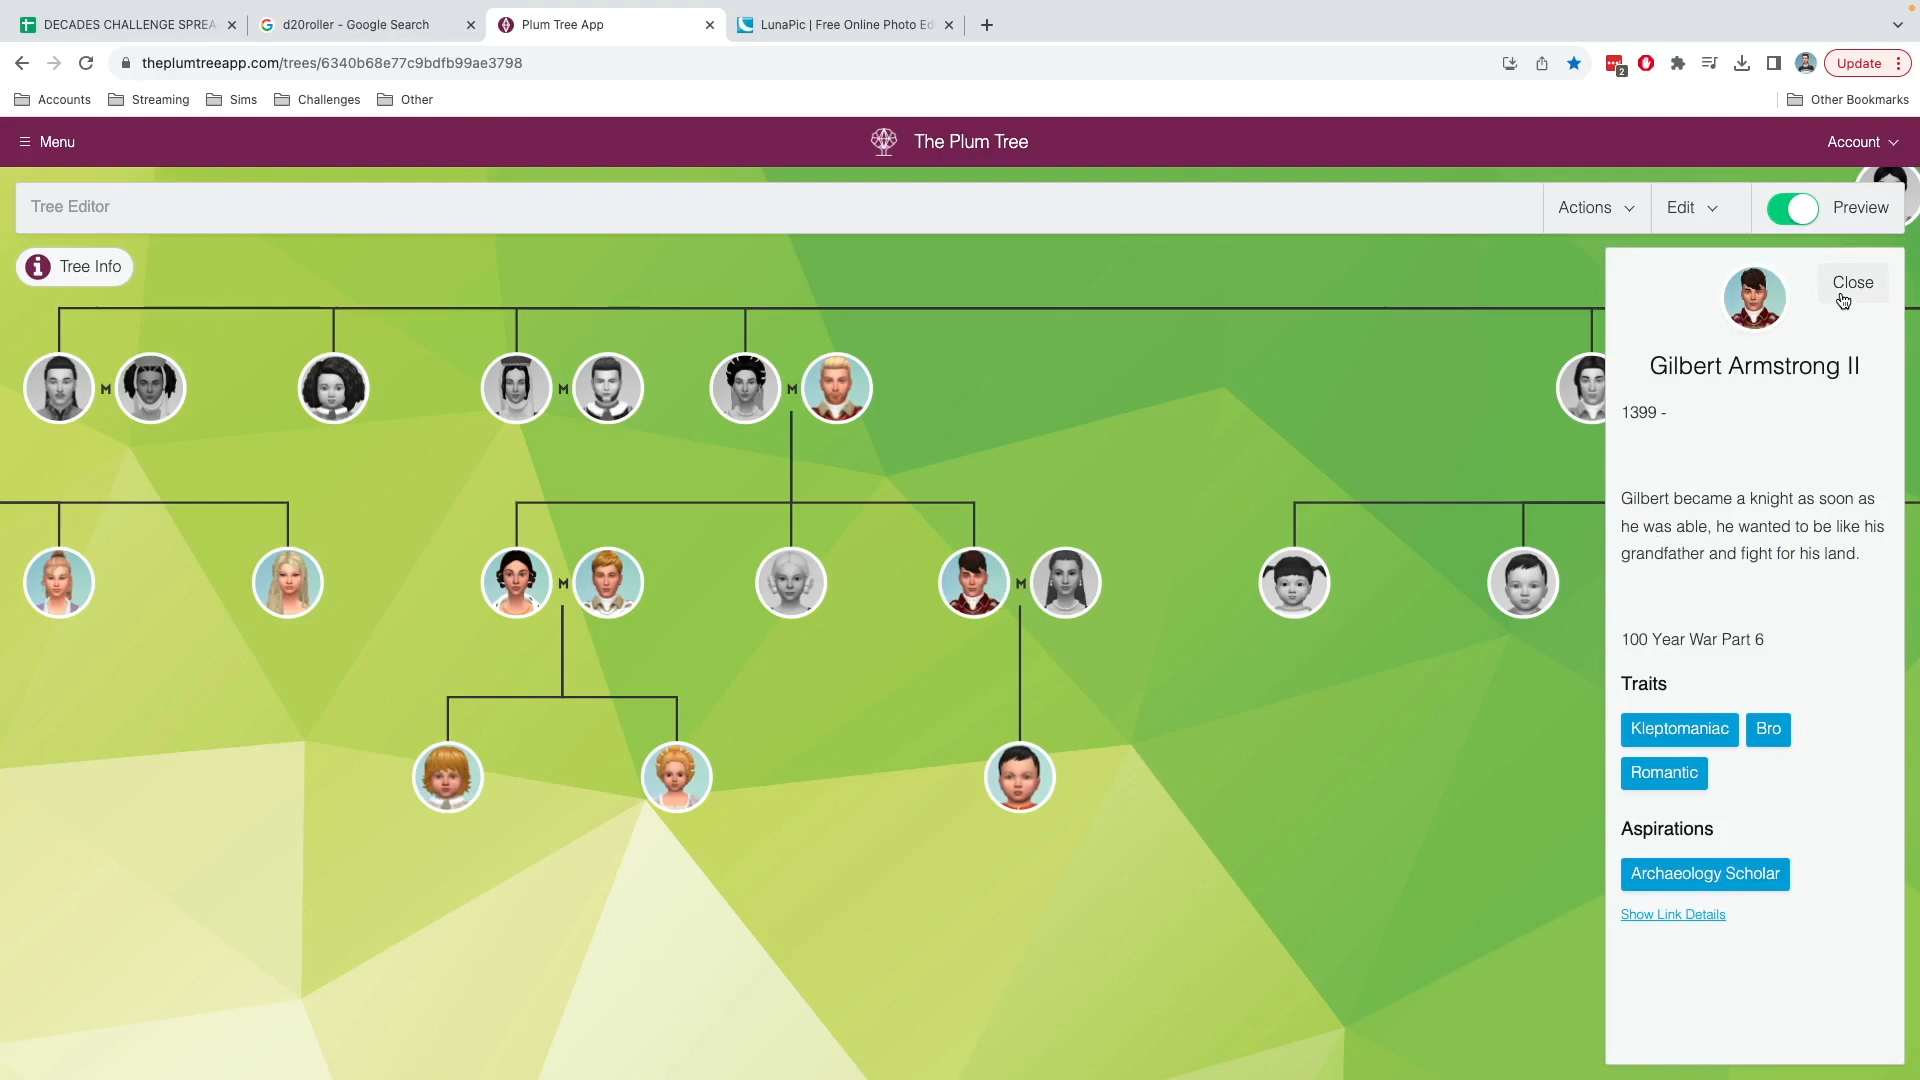 DECADES CHALLENGE SPREA
d20roller - Google Search
Plum Tree App
LunaPic | Free Online Photo Ed
theplumtreeapp.com/trees/6340b68e77c9bdfb99ae3798
2
Update
Accounts
Streaming
Sims
Challenges
Other
Other Bookmarks
Menu
The Plum Tree
Account
Tree Editor
Actions
Edit
Preview
Tree Info
Close
Gilbert Armstrong II
1399 -
M
M
M
Gilbert became a knight as soon as
he was able, he wanted to be like his
grandfather and fight for his land.
M
M
100 Year War Part 6
Traits
Kleptomaniac
Bro
Romantic
Aspirations
Archaeology Scholar
Show Link Details